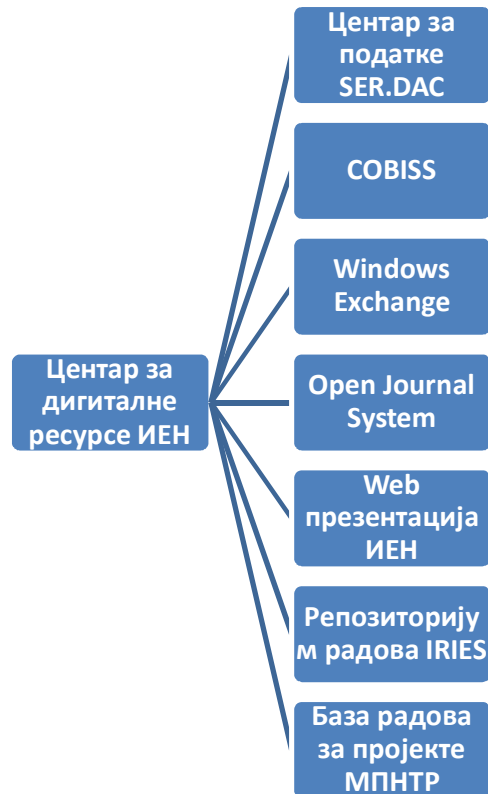 Центар за
податке
SER.DAC
COBISS
Windows
Exchange
Центар за
дигиталне
ресурсе ИЕН
Open Journal
System
Web
презентација
ИЕН
Репозиторију
м радова IRIES
База радова
за пројекте
МПНТР